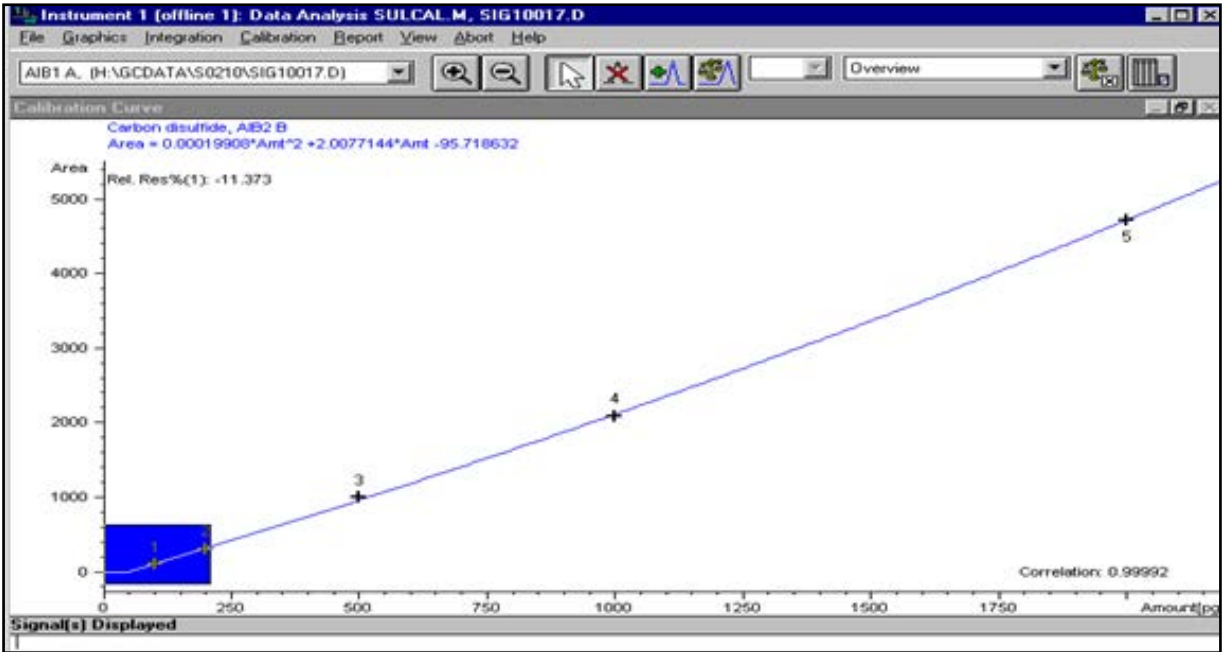 Instrument 1 (offline 1): Data Analysis SULCAL.M, SIG10017.D
File Graphics Integration Calibration Report View Abort Help
AIB1 A, (H:\GCDATA\S0210\SIG10017.D) Overview
Calibration Curve
Carbon disulfide, AIB2 B
Area = 0.00019908*Amt^2 +2.0077144*Amt -95.718632
Area
Rel. Res%(1): -11.373
5000
4000
3000
2000
1000
0
1
2
3
4
5
Correlation: 0.99992
0 250 500 750 1000 1250 1500 1750 Amount[pg
Signal(s) Displayed